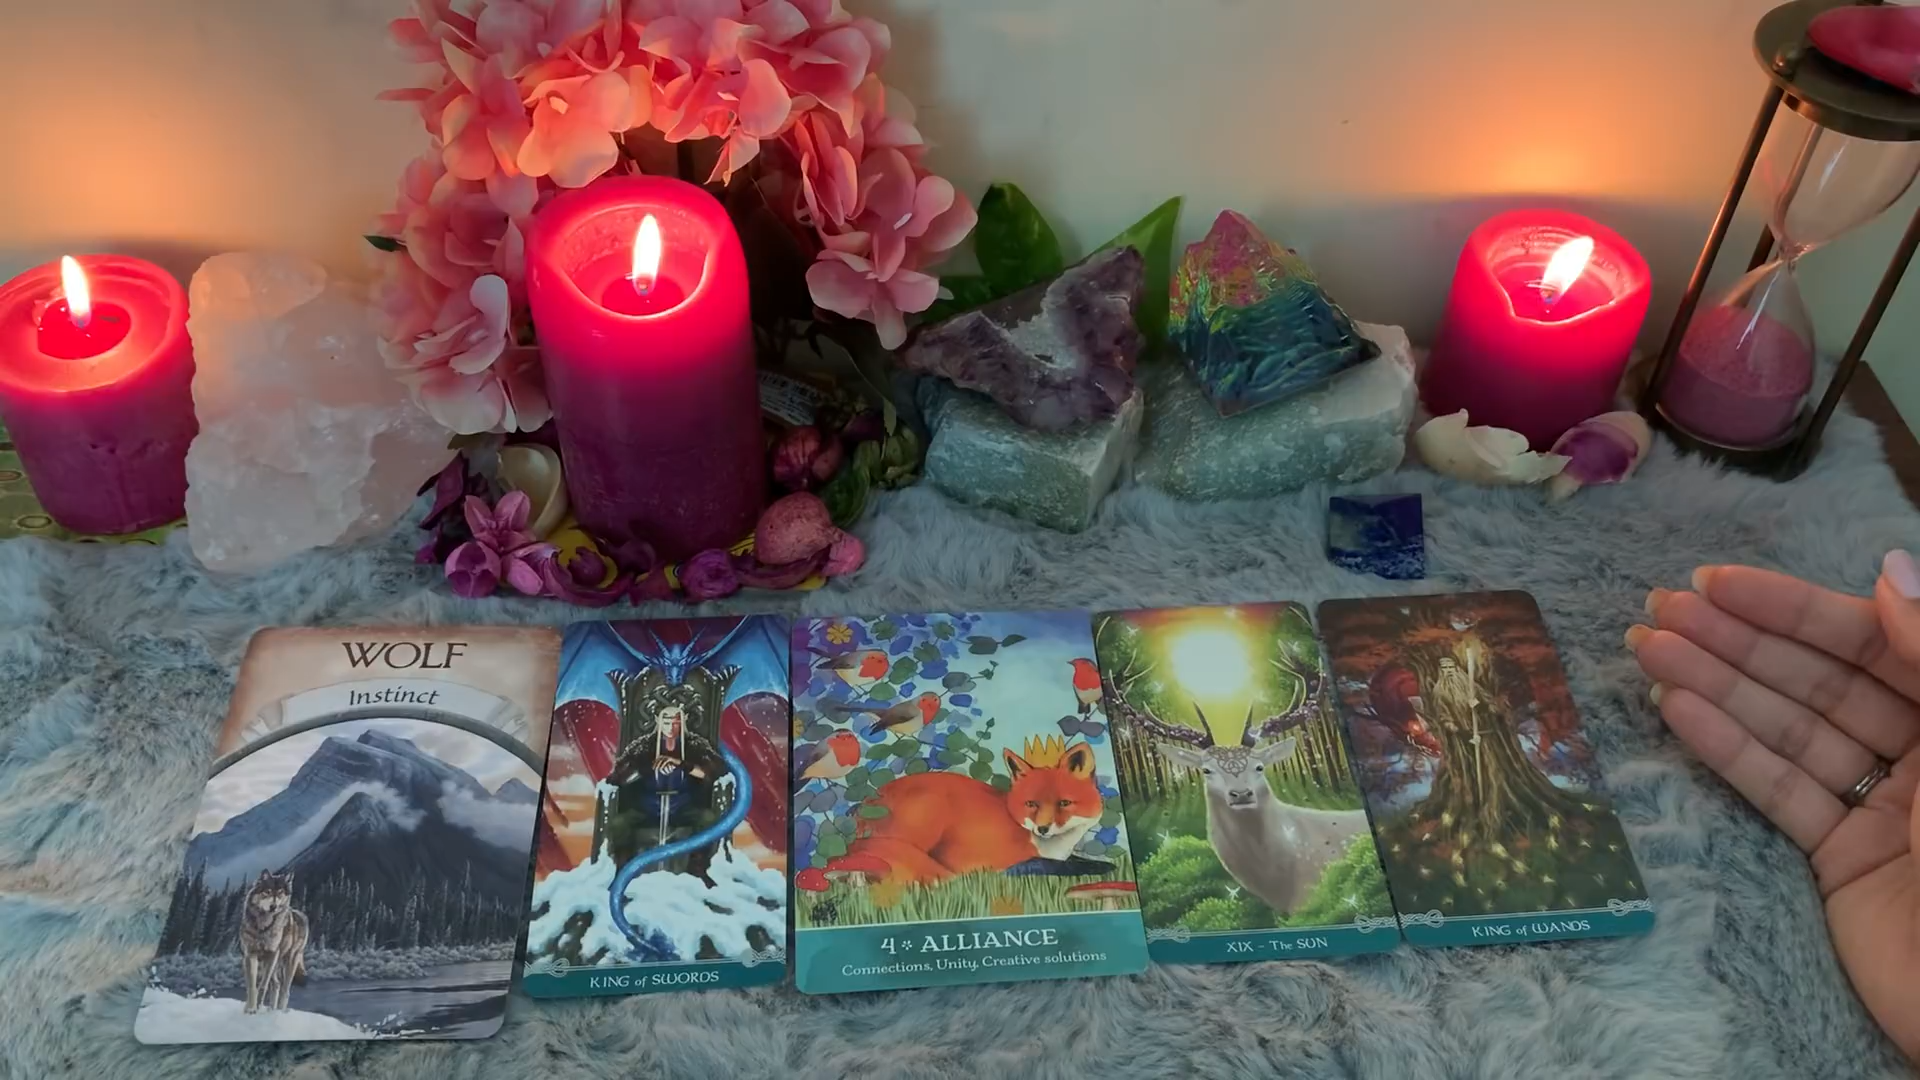 WOLF
Instinct
KING of SWORDS
4 ALLIANCE
Connections, Unity, Creative solutions
XIX - The SUN
KING of WANDS